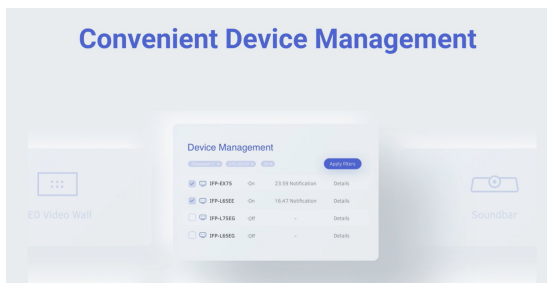 Convenient Device Management
Device Management
Apply filters
IFP-EX75 On 23:59 Notification Details
IFP-L65EE On 16:47 Notification Details
IFP-L75EG Off - Details
IFP-L65EG Off - Details
ED Video Wall
Soundbar